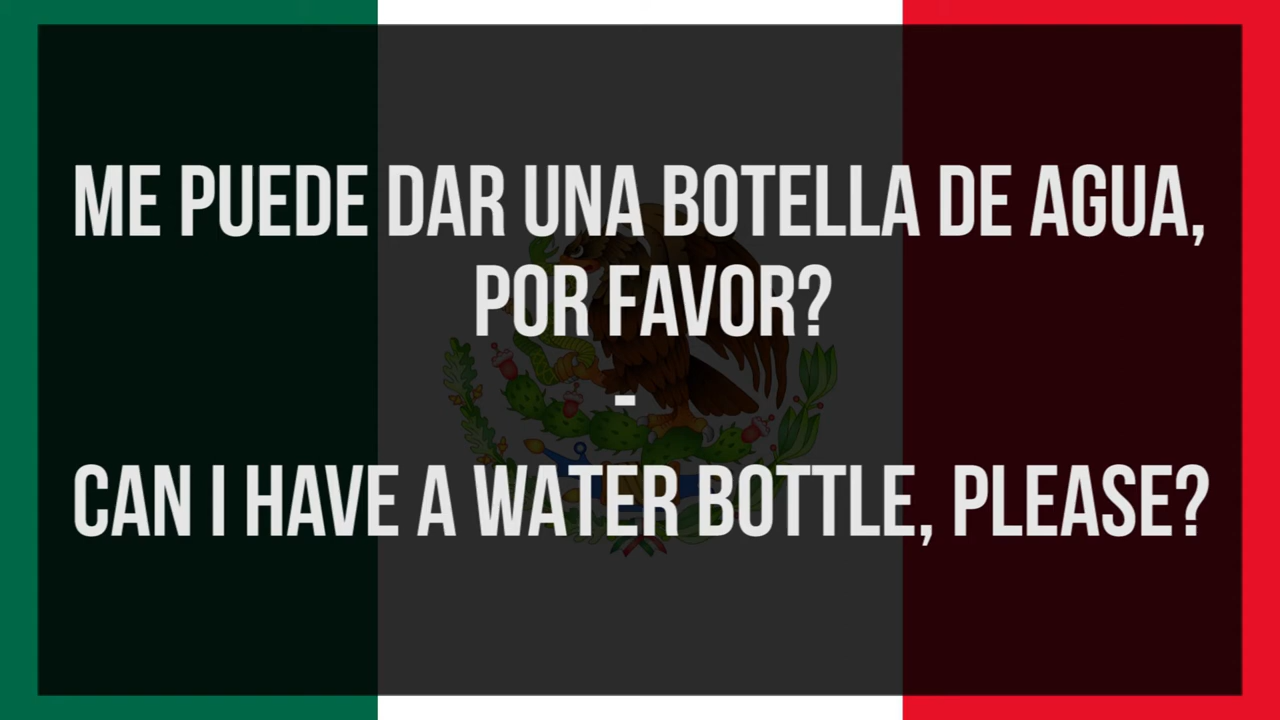 ME PUEDE DAR UNA BOTELLA DE AGUA,
POR FAVOR?
-
CAN I HAVE A WATER BOTTLE, PLEASE?